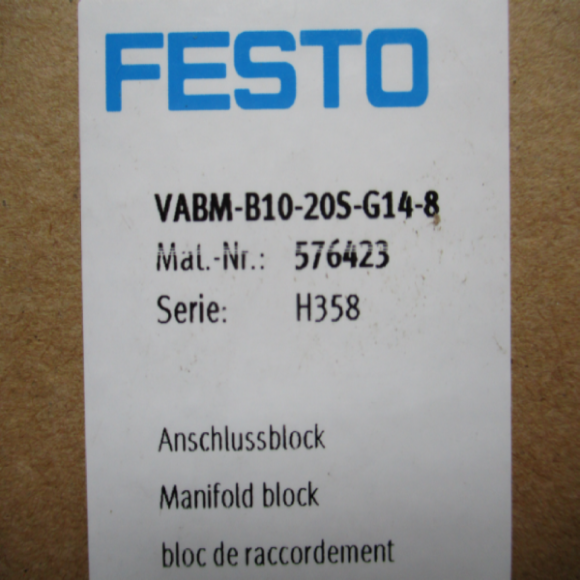 FESTO
VABM-B10-20S-G14-8
Mat.-Nr.: 576423
Serie: H358
Anschlussblock
Manifold block
bloc de raccordement